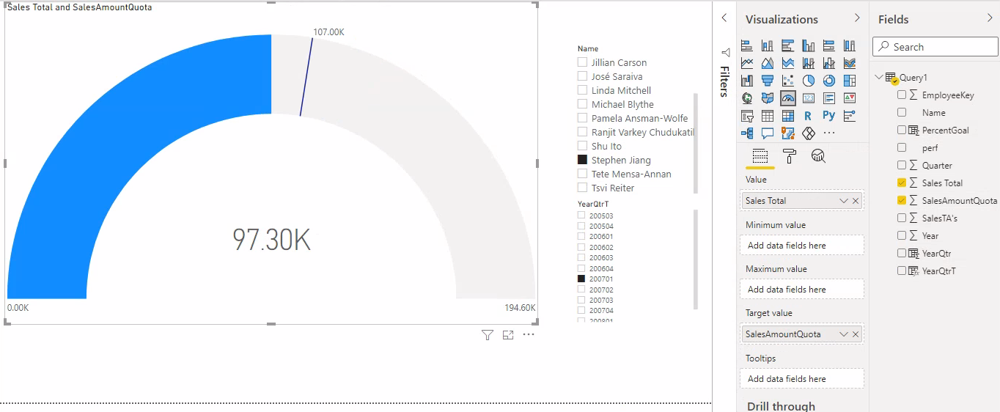 Sales Total and SalesAmountQuota
107.00K
97.30K
0.00K
194.60K
Name
Jillian Carson
José Saraiva
Linda Mitchell
Michael Blythe
Pamela Ansman-Wolfe
Ranjit Varkey Chudukatil
Shu Ito
Stephen Jiang
Tete Mensa-Annan
Tsvi Reiter
YearQtrT
200503
200504
200601
200602
200603
200604
200701
200702
200703
200704
200801
Filters
Visualizations
R
Py
123
Value
Sales Total
Minimum value
Add data fields here
Maximum value
Add data fields here
Target value
SalesAmountQuota
Tooltips
Add data fields here
Drill through
Fields
Search
Query1
EmployeeKey
Name
PercentGoal
perf
Quarter
Sales Total
SalesAmountQuota
SalesTA's
Year
YearQtr
YearQtrT